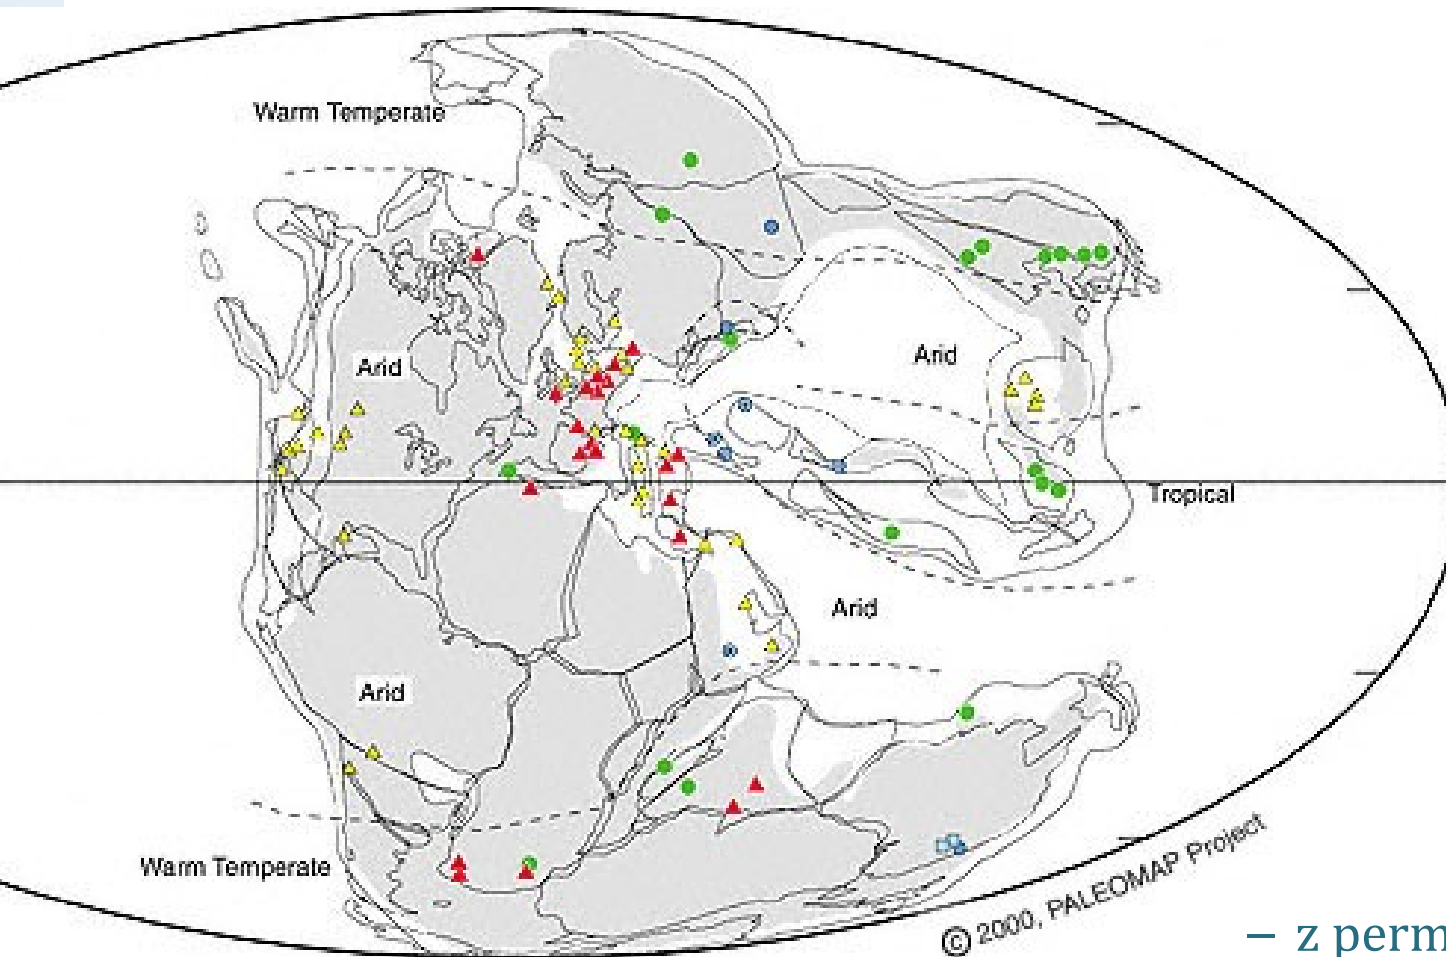 Warm Temperate
Arid
Arid
Tropical
Arid
Arid
Warm Temperate
© 2000, PALEOMAP Project
– z perm